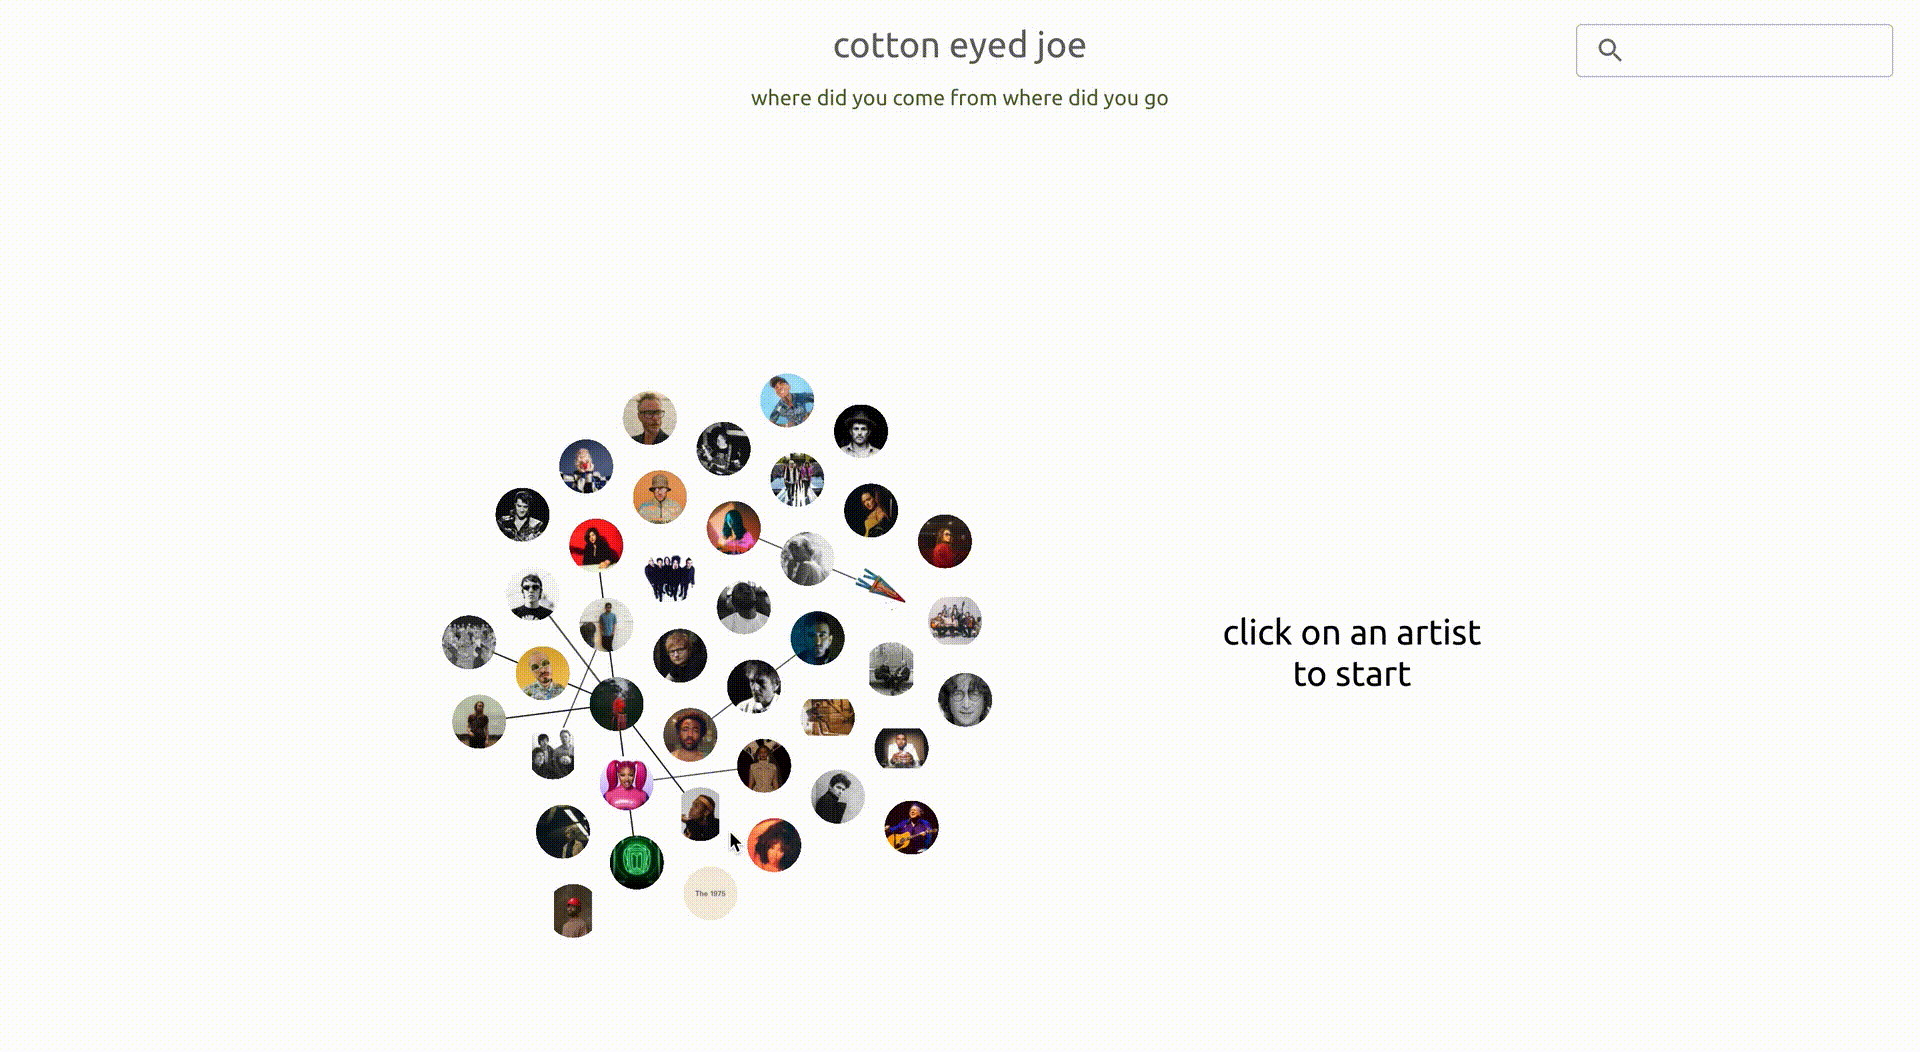 cotton eyed joe
where did you come from where did you go
click on an artist
to start
The 1975